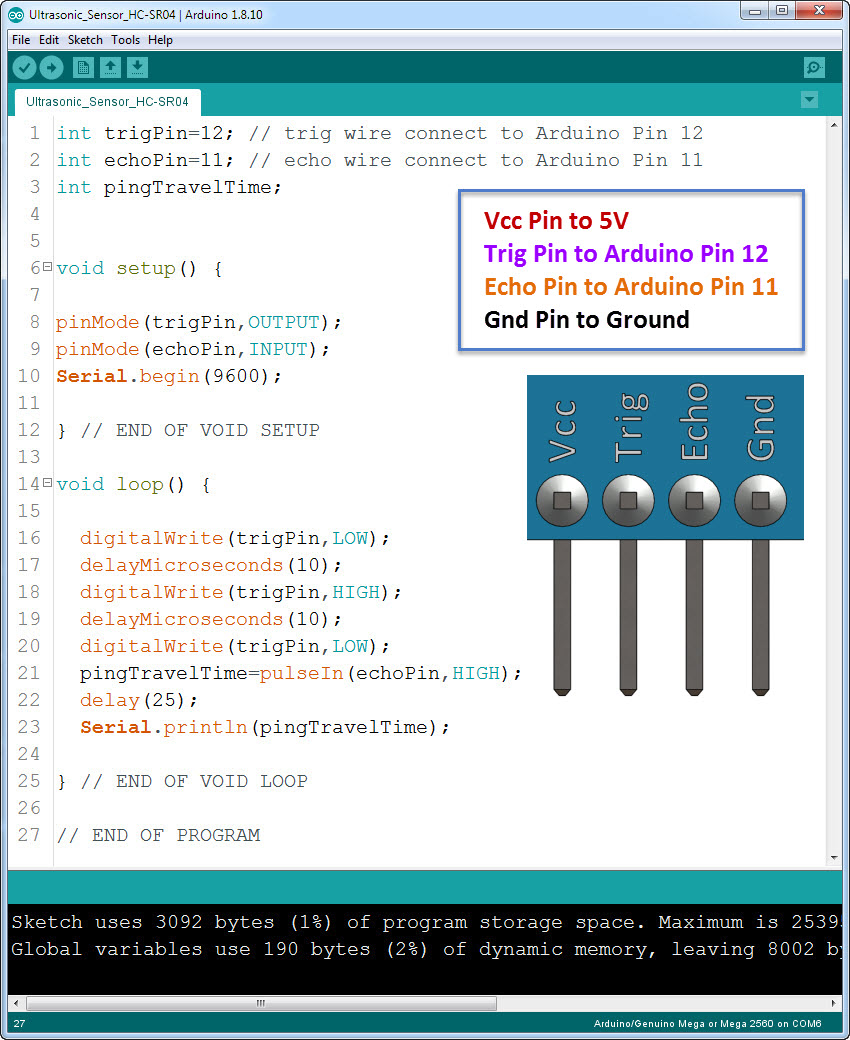 Ultrasonic_Sensor_HC-SR04 | Arduino 1.8.10
File Edit Sketch Tools Help
Ultrasonic_Sensor_HC-SR04
1 int trigPin=12; // trig wire connect to Arduino Pin 12
2 int echoPin=11; // echo wire connect to Arduino Pin 11
3 int pingTravelTime;
4
5
6 void setup() {
7
8 pinMode(trigPin,OUTPUT);
9 pinMode(echoPin,INPUT);
10 Serial.begin(9600);
11
12 } // END OF VOID SETUP
13
14 void loop() {
15
16 digitalWrite(trigPin,LOW);
17 delayMicroseconds(10);
18 digitalWrite(trigPin,HIGH);
19 delayMicroseconds(10);
20 digitalWrite(trigPin,LOW);
21 pingTravelTime=pulseIn(echoPin,HIGH);
22 delay(25);
23 Serial.println(pingTravelTime);
24
25 } // END OF VOID LOOP
26
27 // END OF PROGRAM
Vcc Pin to 5V
Trig Pin to Arduino Pin 12
Echo Pin to Arduino Pin 11
Gnd Pin to Ground
Vcc
Trig
Echo
Gnd
Sketch uses 3092 bytes (1%) of program storage space. Maximum is 25395
Global variables use 190 bytes (2%) of dynamic memory, leaving 8002 by
27
Arduino/Genuino Mega or Mega 2560 on COM6